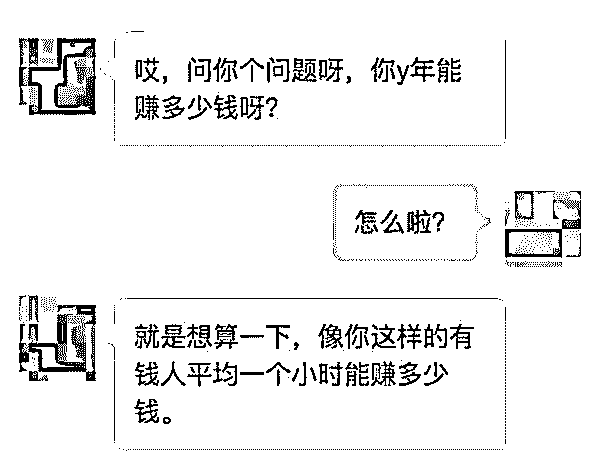 哎，问你个问题呀，你y年能
赚多少钱呀？
怎么啦？
就是想算一下，像你这样的有
钱人平均一个小时能赚多少
钱。